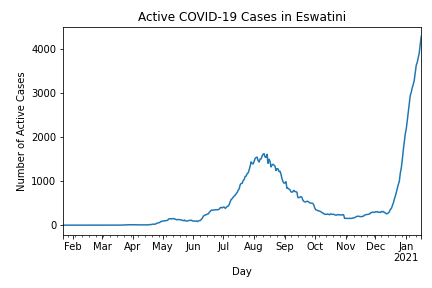 Active COVID-19 Cases in Eswatini
Number of Active Cases
4000
3000
2000
1000
0
Feb Mar Apr May Jun Jul Aug Sep Oct Nov Dec Jan
2021
Day